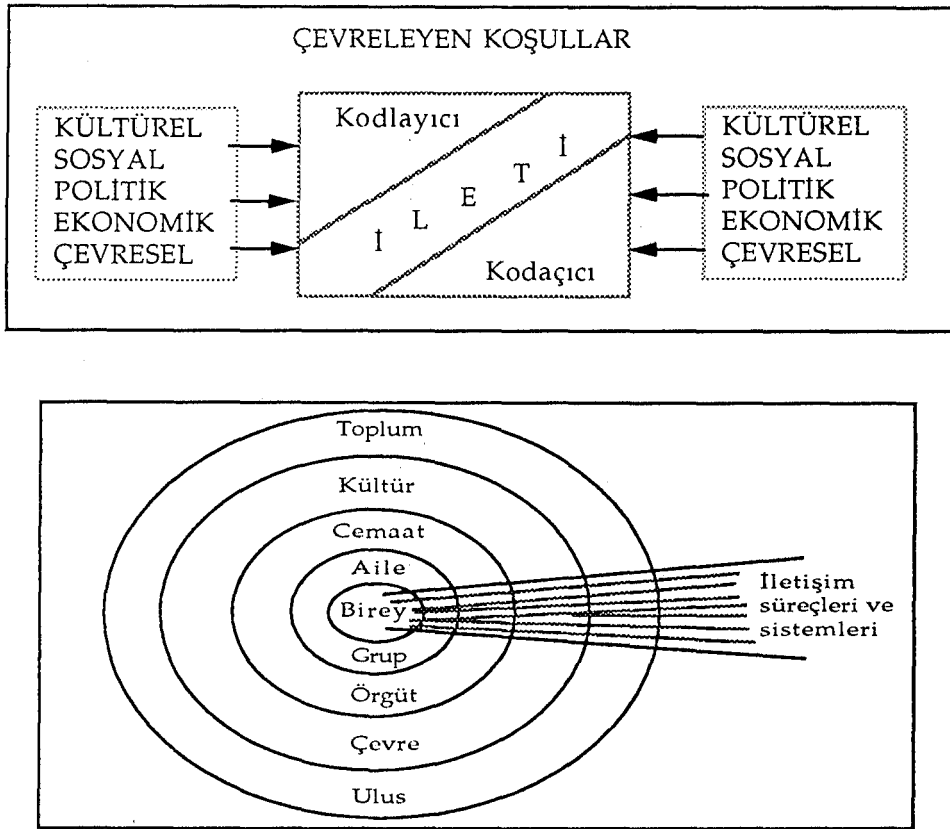 ÇEVRELEYEN KOŞULLAR
KÜLTÜREL
SOSYAL
POLİTİK
EKONOMİK
ÇEVRESEL
Kodlayıcı
İ L E T İ
Kodaçıcı
KÜLTÜREL
SOSYAL
POLİTİK
EKONOMİK
ÇEVRESEL
Toplum
Kültür
Cemaat
Aile
Birey
Grup
Örgüt
Çevre
Ulus
İletişim
süreçleri ve
sistemleri